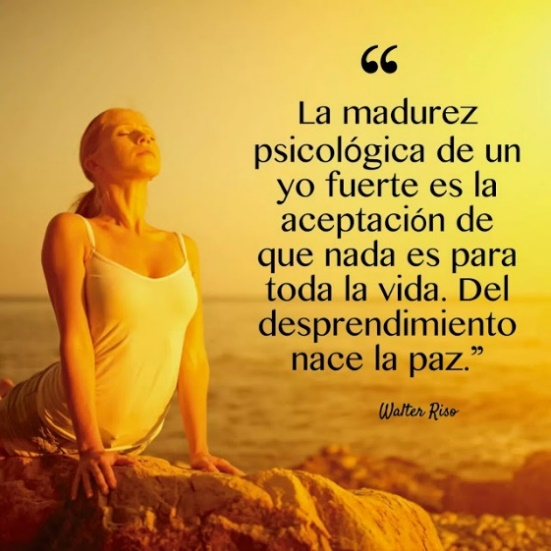 “
La madurez
psicológica de un
yo fuerte es la
aceptación de
que nada es para
toda la vida. Del
desprendimiento
nace la paz.”
Walter Riso